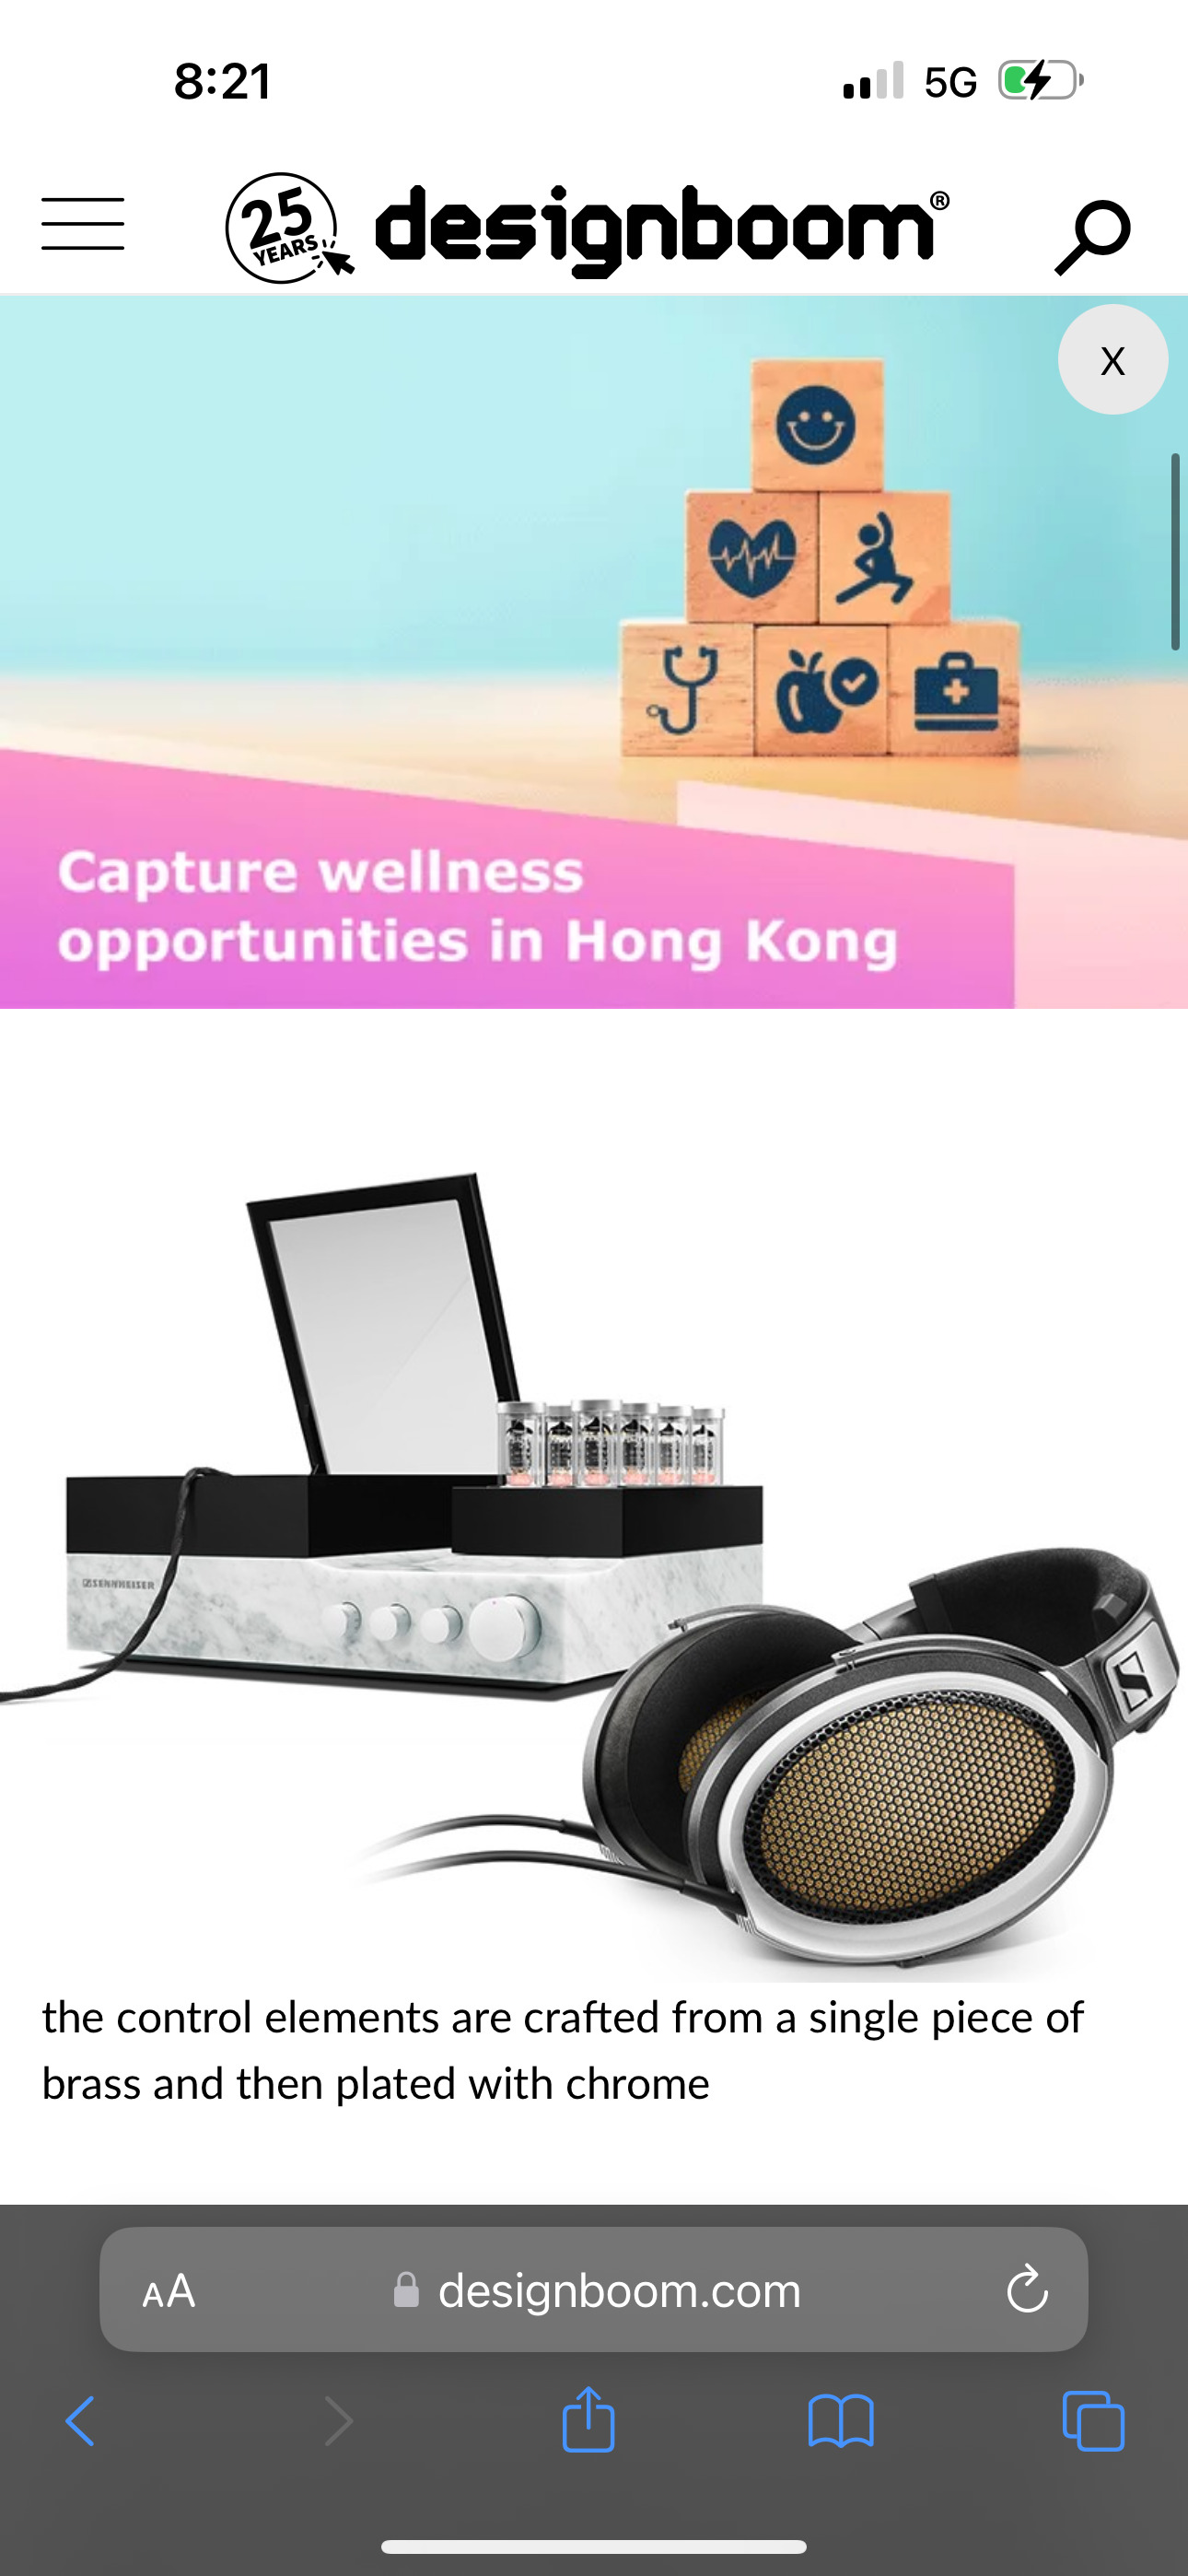 8:21
5G
25
YEARS
designboom®
X
Capture wellness
opportunities in Hong Kong
SENNHEISER
the control elements are crafted from a single piece of
brass and then plated with chrome
AA
designboom.com